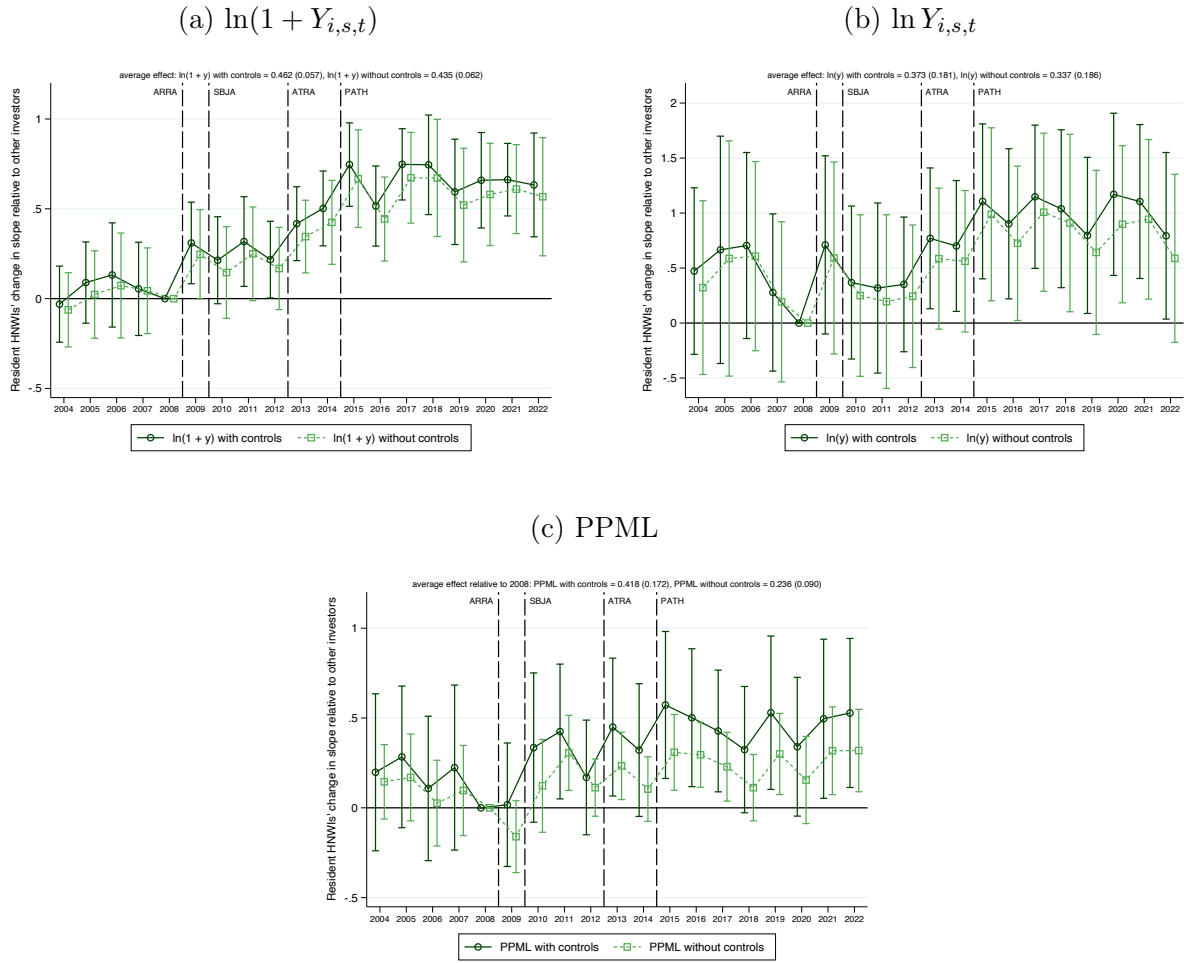 (a) ln(1 + Y_{i,s,t})
average effect: ln(1 + y) with controls = 0.462 (0.057), ln(1 + y) without controls = 0.435 (0.062)
ARRA SBJA ATRA PATH
Resident HNWIs' change in slope relative to other investors
1
.5
0
-.5
2004 2005 2006 2007 2008 2009 2010 2011 2012 2013 2014 2015 2016 2017 2018 2019 2020 2021 2022
ln(1 + y) with controls ln(1 + y) without controls
(b) ln Y_{i,s,t}
average effect: ln(y) with controls = 0.373 (0.181), ln(y) without controls = 0.337 (0.186)
ARRA SBJA ATRA PATH
Resident HNWIs' change in slope relative to other investors
2
1.5
1
.5
0
-.5
2004 2005 2006 2007 2008 2009 2010 2011 2012 2013 2014 2015 2016 2017 2018 2019 2020 2021 2022
ln(y) with controls ln(y) without controls
(c) PPML
average effect relative to 2008: PPML with controls = 0.418 (0.172), PPML without controls = 0.236 (0.090)
ARRA SBJA ATRA PATH
Resident HNWIs' change in slope relative to other investors
1
.5
0
-.5
2004 2005 2006 2007 2008 2009 2010 2011 2012 2013 2014 2015 2016 2017 2018 2019 2020 2021 2022
PPML with controls PPML without controls